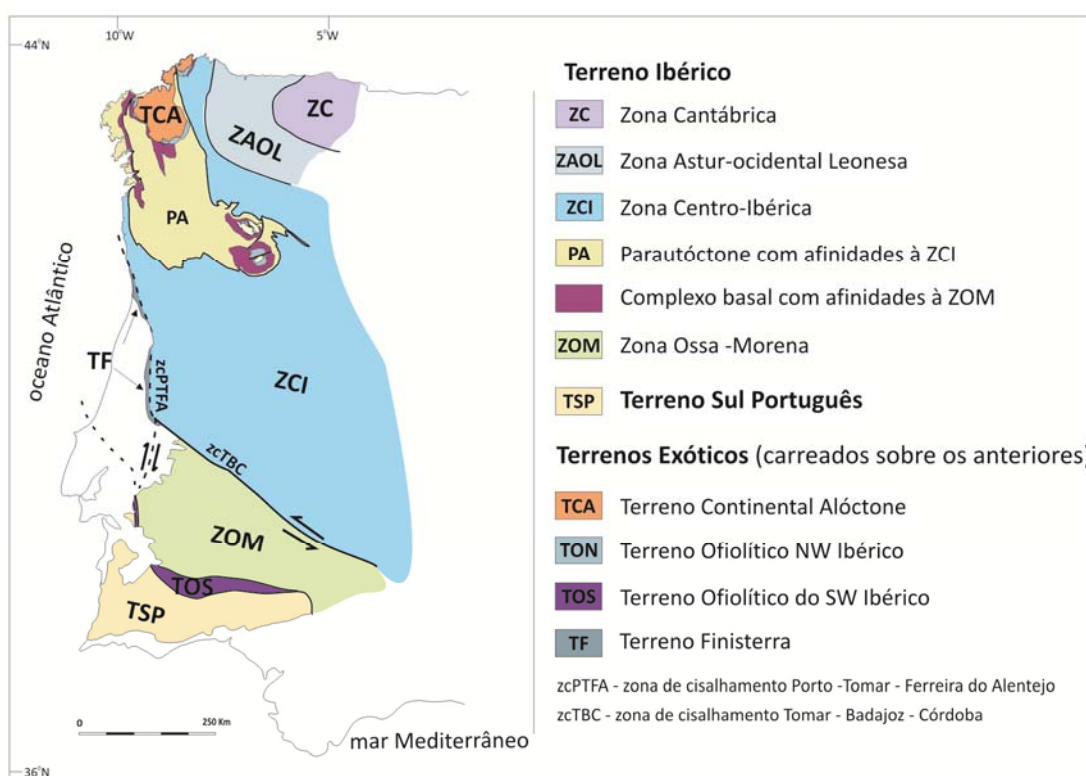 10°W
5°W
44°N
TCA
ZC
ZAOL
PA
oceano Atlântico
TF
zcPTFA
ZCI
zcTBC
ZOM
TOS
TSP
0
250 Km
mar Mediterrâneo
36°N
Terreno Ibérico
ZC Zona Cantábrica
ZAOL Zona Astur-ocidental Leonesa
ZCI Zona Centro-Ibérica
PA Parautóctone com afinidades à ZCI
Complexo basal com afinidades à ZOM
ZOM Zona Ossa -Morena
TSP Terreno Sul Português
Terrenos Exóticos (carreados sobre os anteriores)
TCA Terreno Continental Alóctone
TON Terreno Ofiolítico NW Ibérico
TOS Terreno Ofiolítico do SW Ibérico
TF Terreno Finisterra
zcPTFA - zona de cisalhamento Porto -Tomar - Ferreira do Alentejo
zcTBC - zona de cisalhamento Tomar - Badajoz - Córdoba